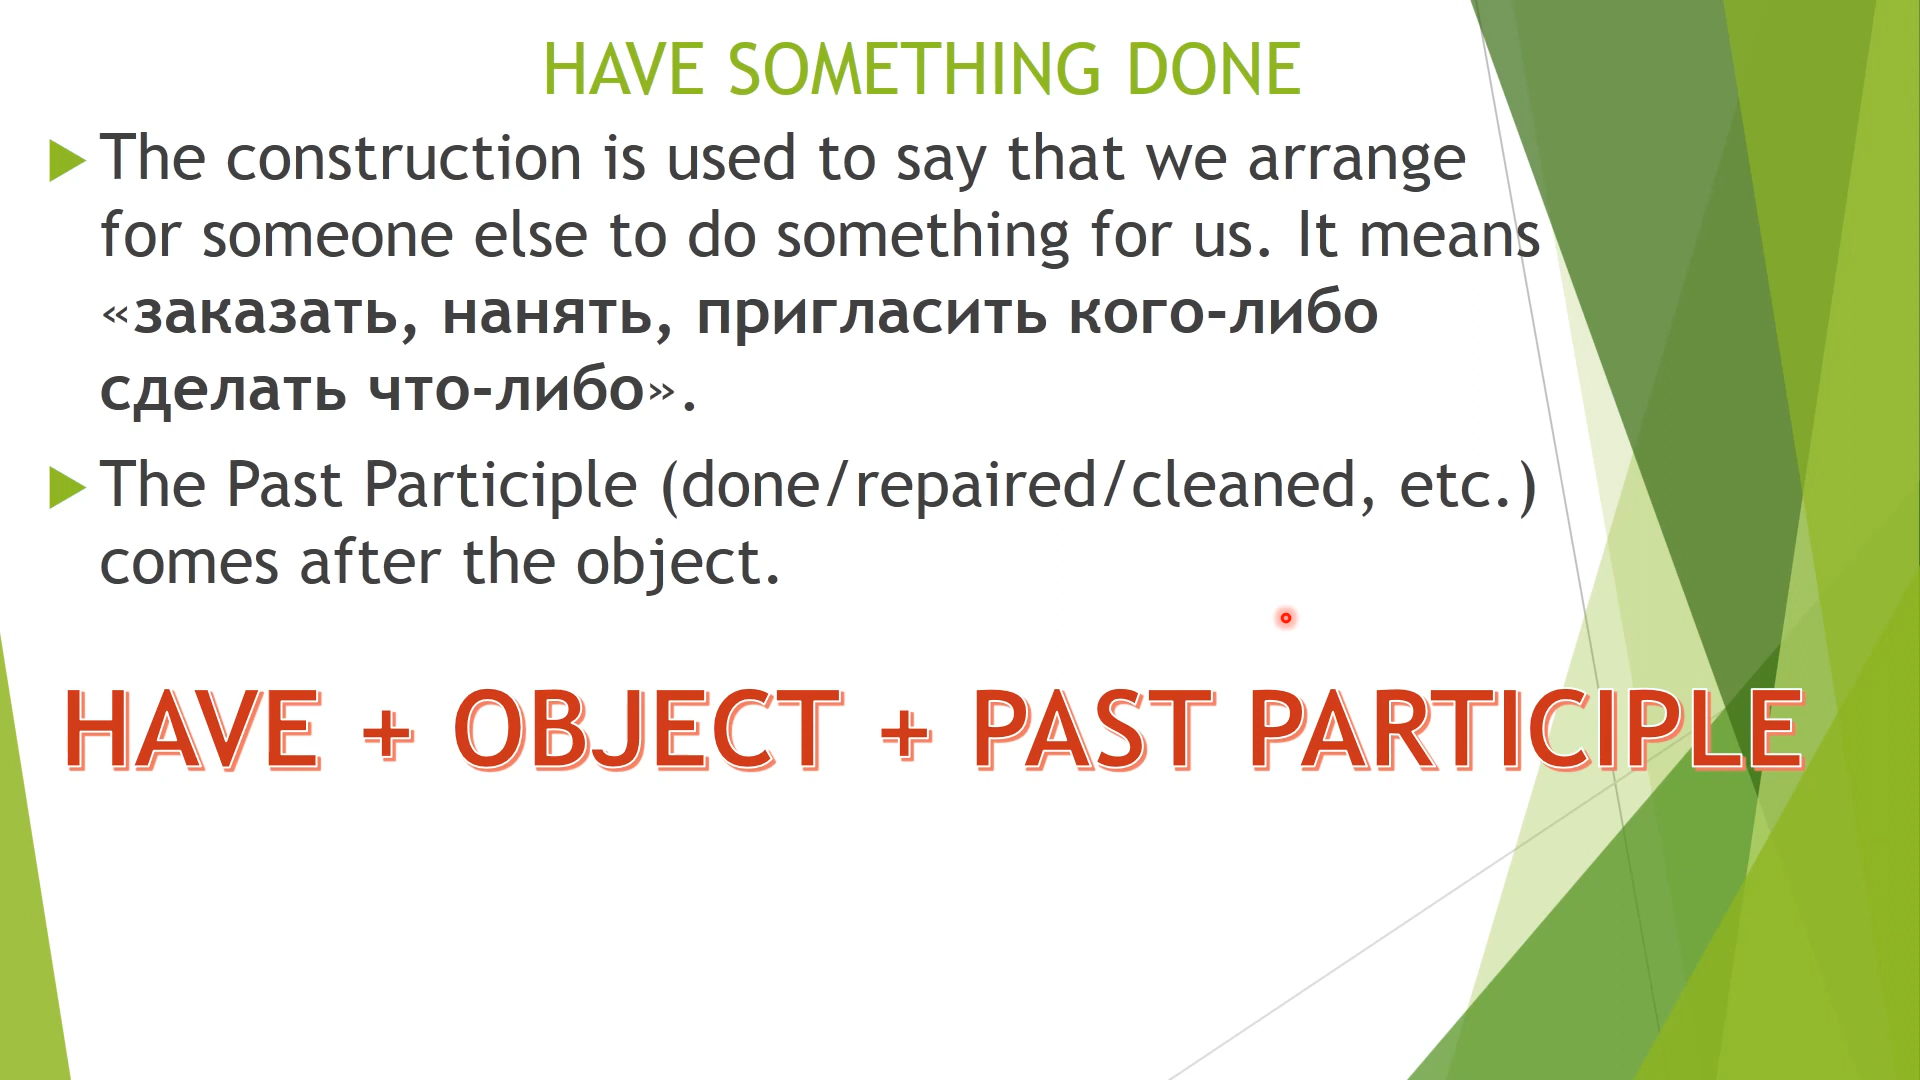 HAVE SOMETHING DONE
The construction is used to say that we arrange
for someone else to do something for us. It means
«заказать, нанять, пригласить кого-либо
сделать что-либо».
The Past Participle (done/repaired/cleaned, etc.)
comes after the object.
HAVE + OBJECT + PAST PARTICIPLE